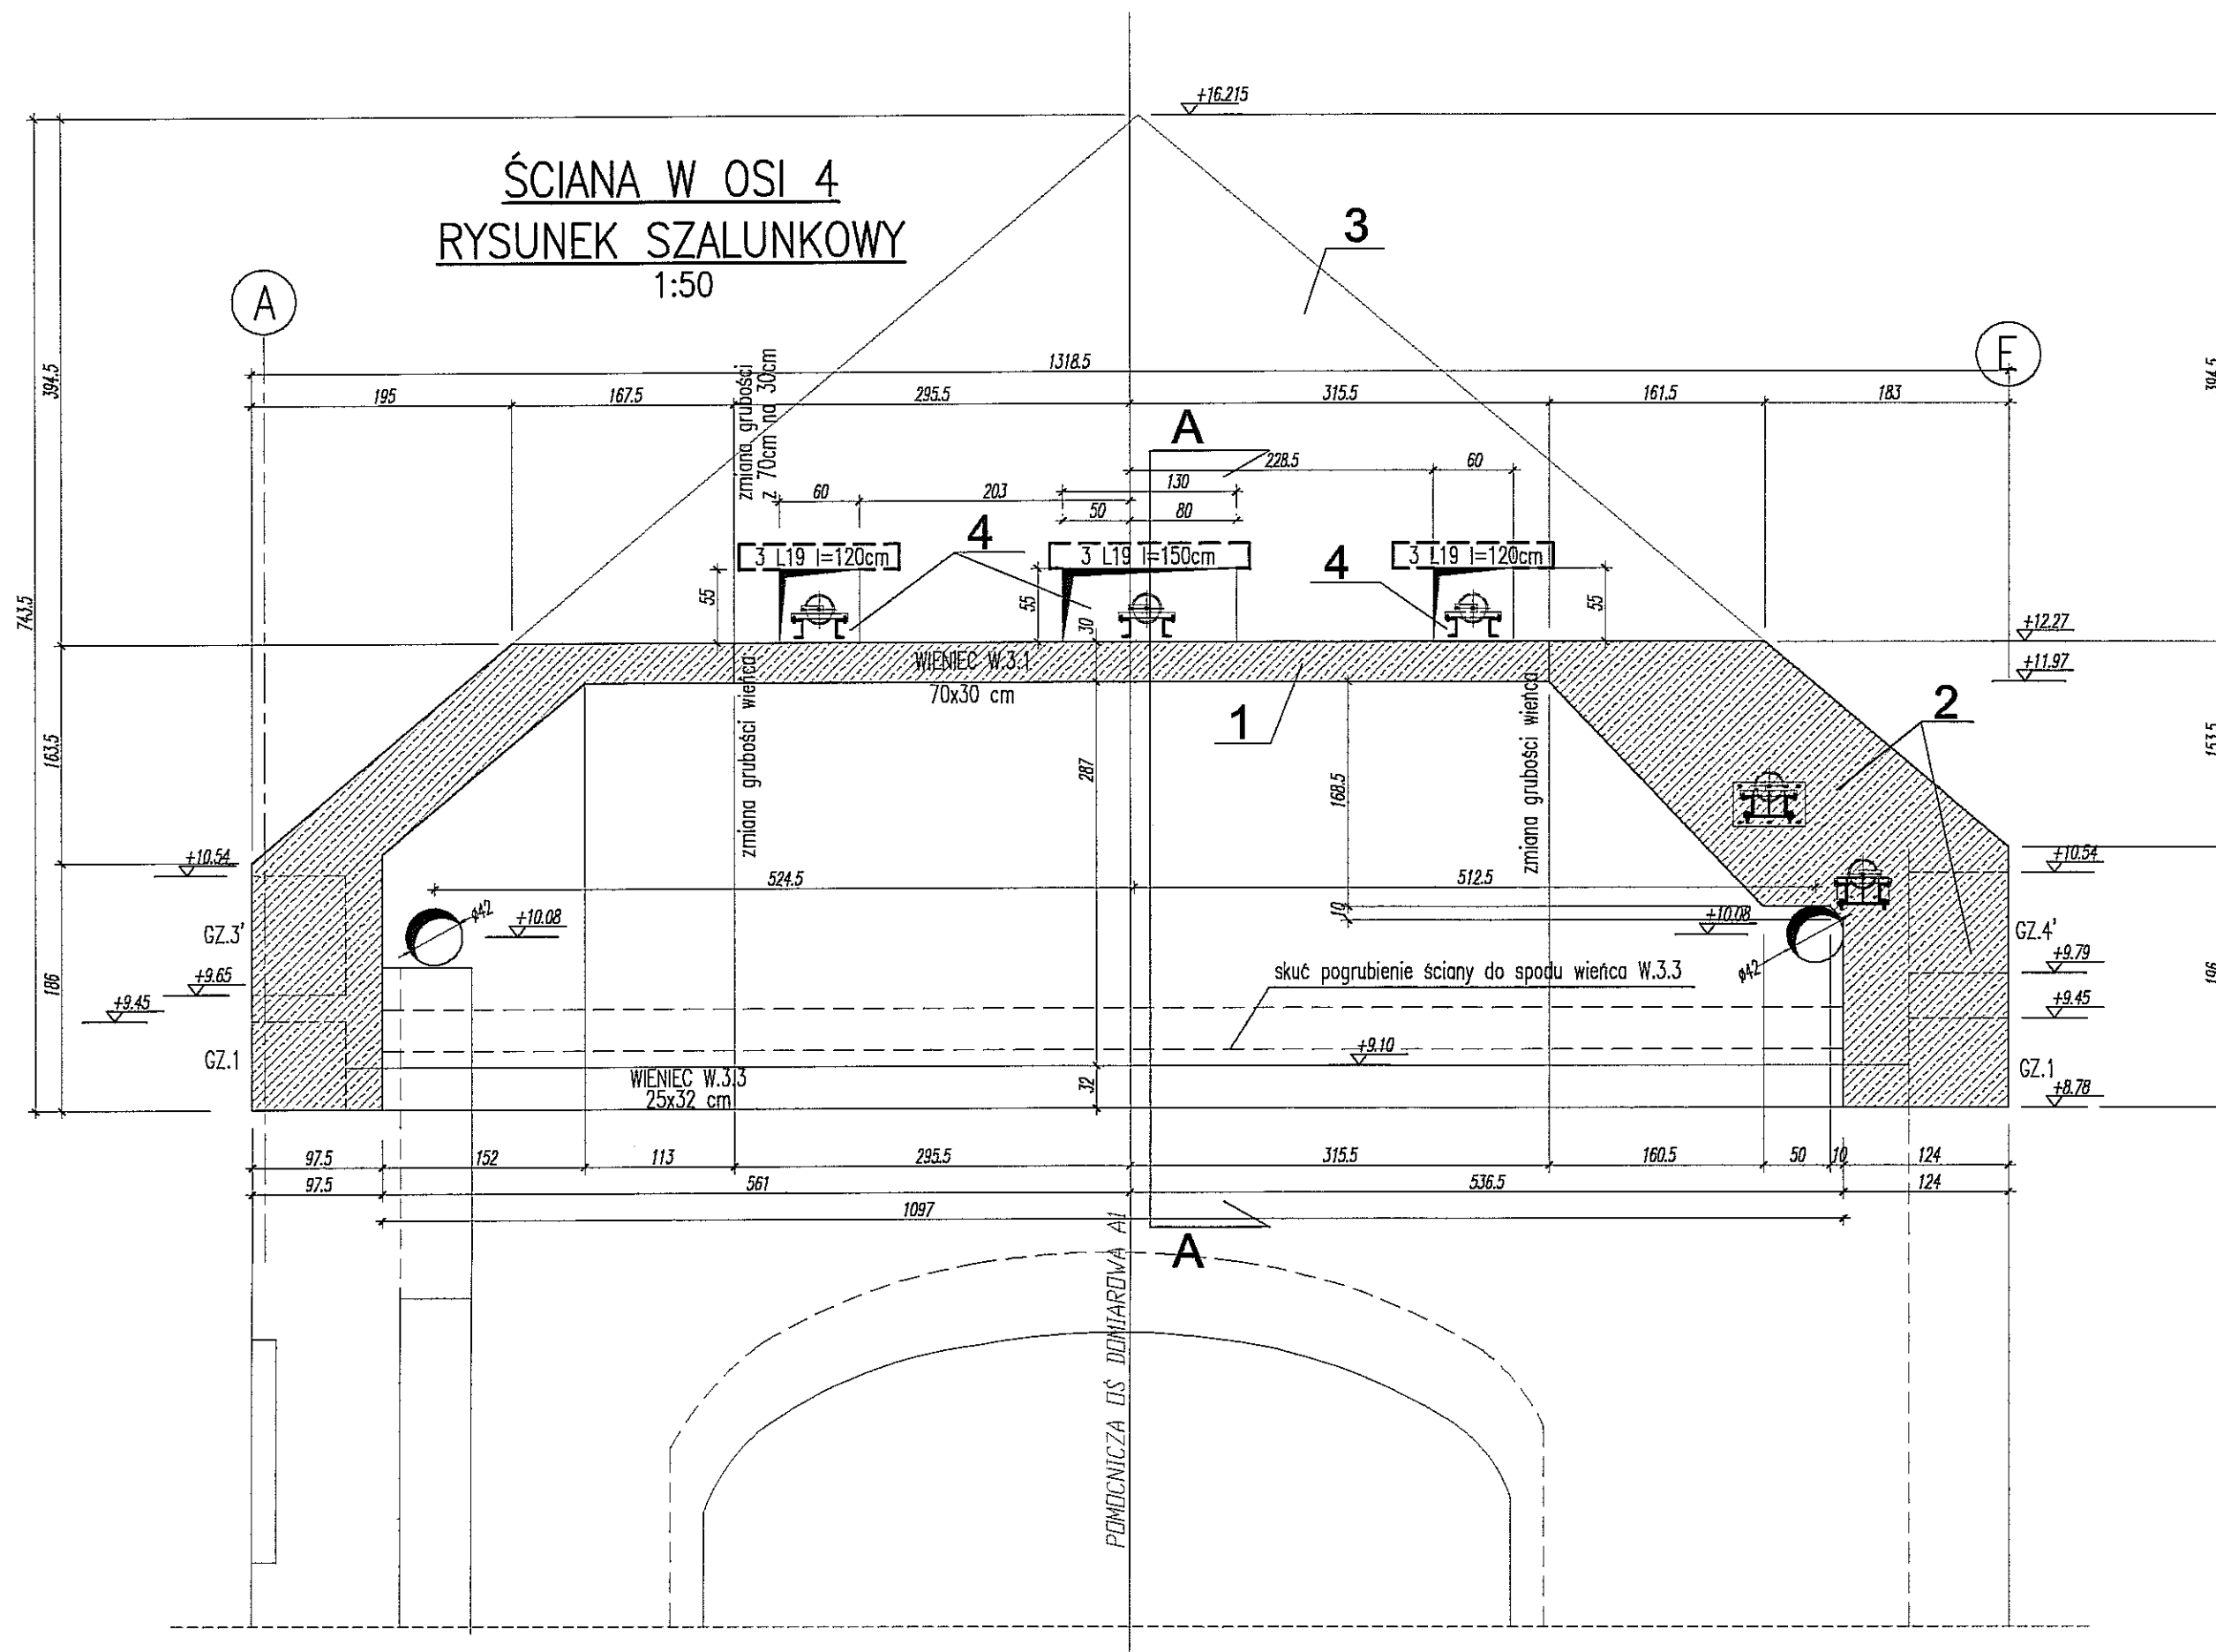 +16.215
ŚCIANA W OSI 4
RYSUNEK SZALUNKOWY
1:50
3
A
E
394.5
394.5
743.5
1318.5
195
167.5
295.5
315.5
161.5
183
zmiana grubości
z 70cm na 30cm
A
228.5
60
60
203
130
50
80
4
4
3 L19 l=120cm
3 L19 l=150cm
3 L19 l=120cm
55
55
30
55
+12.27
+11.97
WIENIEC W.3.1
70x30 cm
1
2
zmiana grubości wieńca
zmiana grubości wieńca
163.5
153.5
287
168.5
+10.54
+10.54
524.5
512.5
10
ø42
+10.08
+10.08
ø42
GZ.3'
GZ.4'
+9.65
+9.79
+9.45
+9.45
186
196
skuć pogrubienie ściany do spodu wieńca W.3.3
+9.10
GZ.1
GZ.1
WIENIEC W.3.3
25x32 cm
32
+8.78
97.5
152
113
295.5
315.5
160.5
50
10
124
97.5
561
536.5
124
1097
A
POMOCNICZA OŚ DOMIAROWA A1